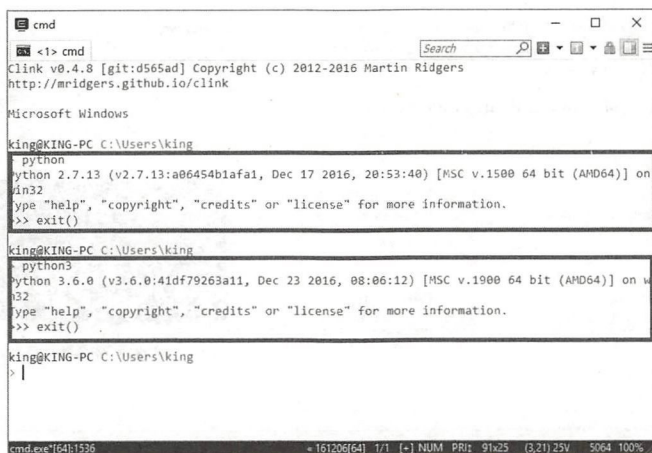 cmd
<1> cmd
Search
Clink v0.4.8 [git:d565ad] Copyright (c) 2012-2016 Martin Ridgers
http://mridgers.github.io/clink
Microsoft Windows
king@KING-PC C:\Users\king
python
Python 2.7.13 (v2.7.13:a06454b1afa1, Dec 17 2016, 20:53:40) [MSC v.1500 64 bit (AMD64)] on
win32
Type "help", "copyright", "credits" or "license" for more information.
>>> exit()
king@KING-PC C:\Users\king
python3
Python 3.6.0 (v3.6.0:41df79263a11, Dec 23 2016, 08:06:12) [MSC v.1900 64 bit (AMD64)] on w
in32
Type "help", "copyright", "credits" or "license" for more information.
>>> exit()
king@KING-PC C:\Users\king
>
cmd.exe*[64]:1536 « 161206[64] 1/1 [+] NUM PRI: 91x25 (3,21) 25V 5064 100%